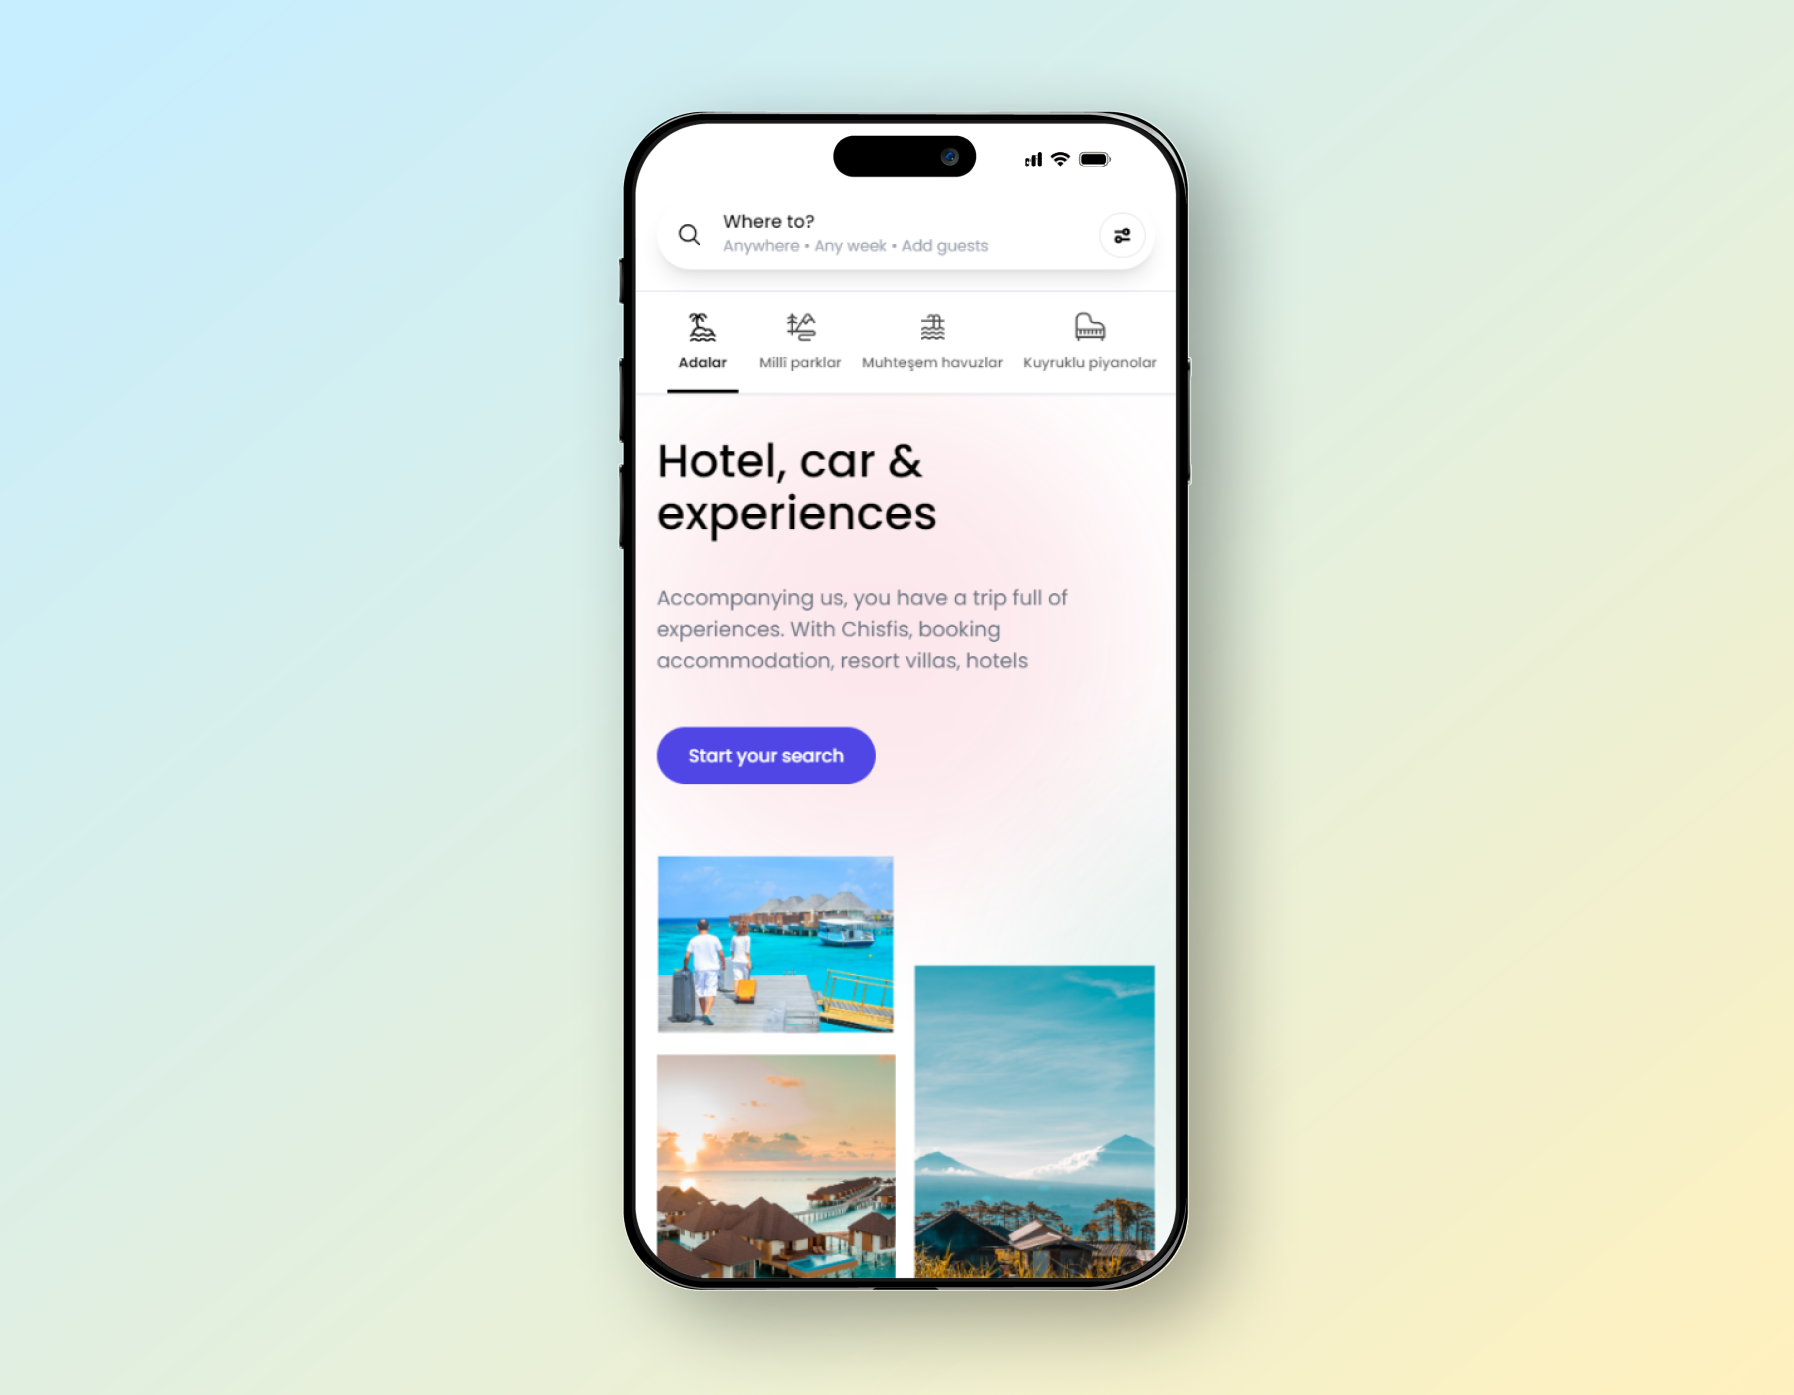 Where to?
Anywhere • Any week • Add guests
Adalar
Millî parklar
Muhteşem havuzlar
Kuyruklu piyanolar
Hotel, car &
experiences
Accompanying us, you have a trip full of
experiences. With Chisfis, booking
accommodation, resort villas, hotels
Start your search